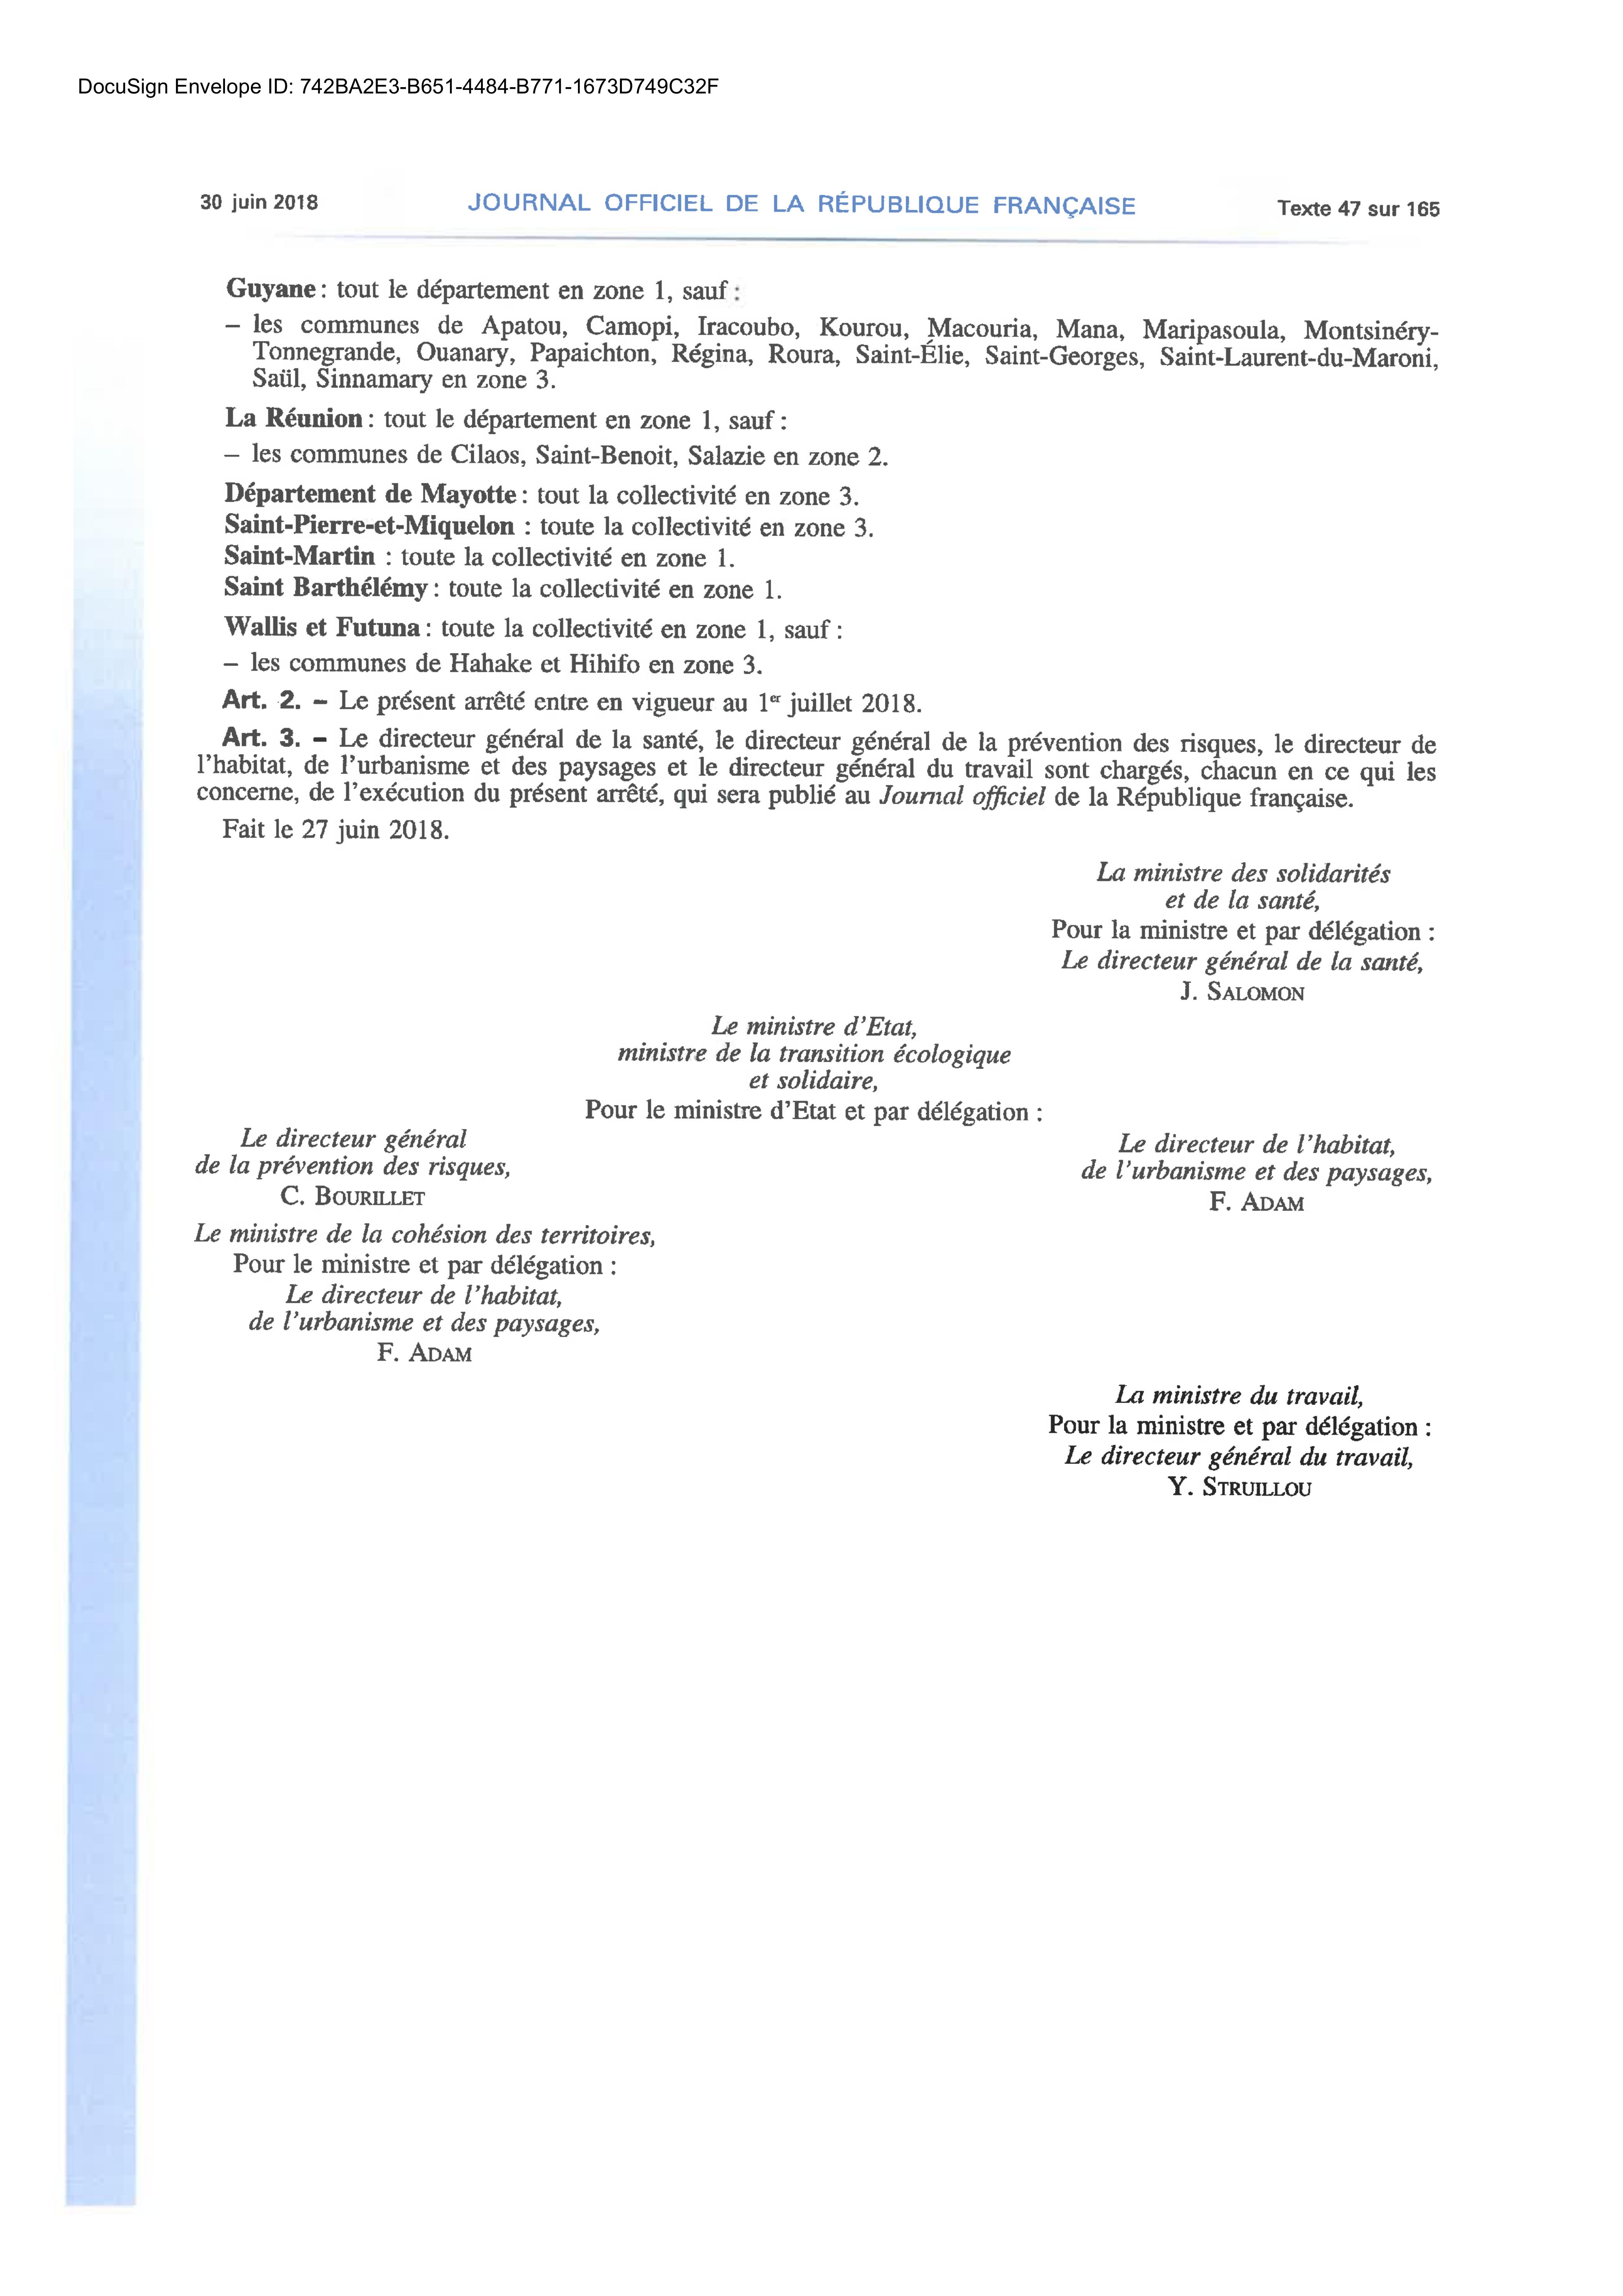 DocuSign Envelope ID: 742BA2E3-B651-4484-B771-1673D749C32F
30 juin 2018
JOURNAL OFFICIEL DE LA RÉPUBLIQUE FRANÇAISE
Texte 47 sur 165
Guyane : tout le département en zone 1, sauf :
– les communes de Apatou, Camopi, Iracoubo, Kourou, Macouria, Mana, Maripasoula, Montsinéry-
Tonnegrande, Ouanary, Papaichton, Régina, Roura, Saint-Élie, Saint-Georges, Saint-Laurent-du-Maroni,
Saül, Sinnamary en zone 3.
La Réunion : tout le département en zone 1, sauf :
– les communes de Cilaos, Saint-Benoit, Salazie en zone 2.
Département de Mayotte : tout la collectivité en zone 3.
Saint-Pierre-et-Miquelon : toute la collectivité en zone 3.
Saint-Martin : toute la collectivité en zone 1.
Saint Barthélémy : toute la collectivité en zone 1.
Wallis et Futuna : toute la collectivité en zone 1, sauf :
– les communes de Hahake et Hihifo en zone 3.
Art. 2. – Le présent arrêté entre en vigueur au 1er juillet 2018.
Art. 3. – Le directeur général de la santé, le directeur général de la prévention des risques, le directeur de
l'habitat, de l'urbanisme et des paysages et le directeur général du travail sont chargés, chacun en ce qui les
concerne, de l'exécution du présent arrêté, qui sera publié au Journal officiel de la République française.
Fait le 27 juin 2018.
La ministre des solidarités
et de la santé,
Pour la ministre et par délégation :
Le directeur général de la santé,
J. SALOMON
Le ministre d'Etat,
ministre de la transition écologique
et solidaire,
Pour le ministre d'Etat et par délégation :
Le directeur général
de la prévention des risques,
C. BOURILLET
Le directeur de l'habitat,
de l'urbanisme et des paysages,
F. ADAM
Le ministre de la cohésion des territoires,
Pour le ministre et par délégation :
Le directeur de l'habitat,
de l'urbanisme et des paysages,
F. ADAM
La ministre du travail,
Pour la ministre et par délégation :
Le directeur général du travail,
Y. STRUILLOU